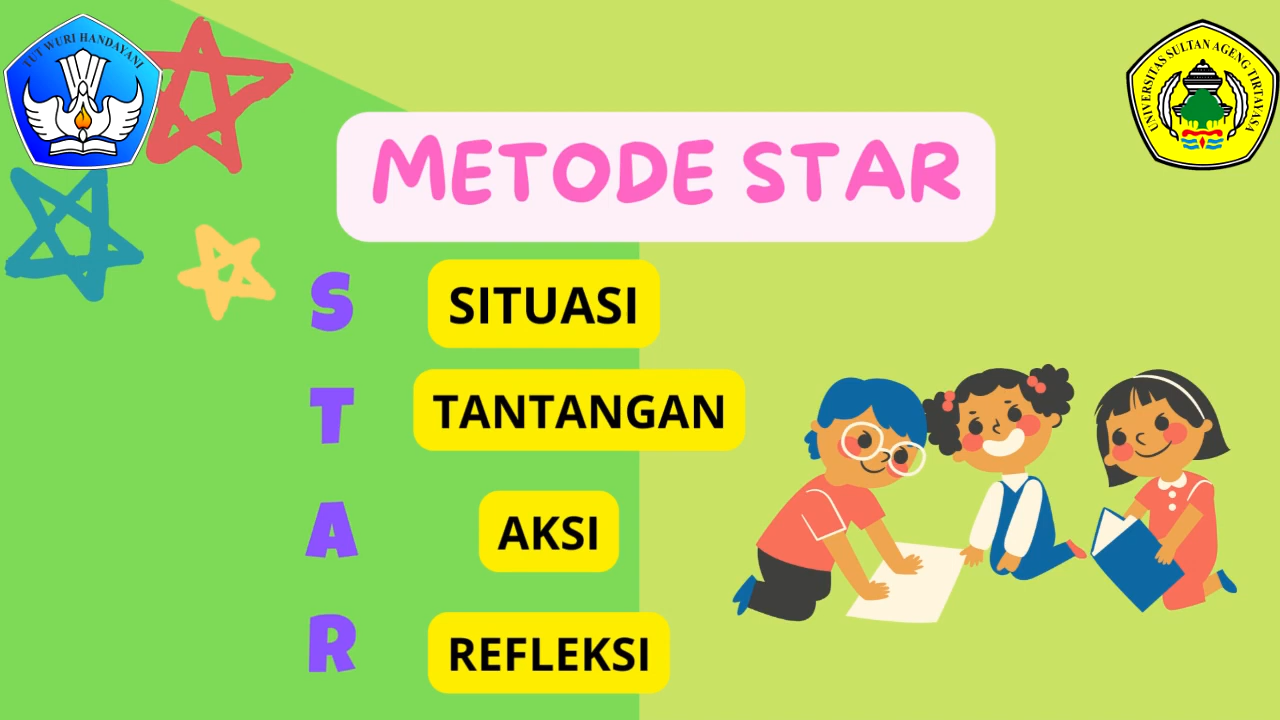 TUT WURI HANDAYANI
UNIVERSITAS SULTAN AGENG TIRTAYASA
METODE STAR
S SITUASI
T TANTANGAN
A AKSI
R REFLEKSI